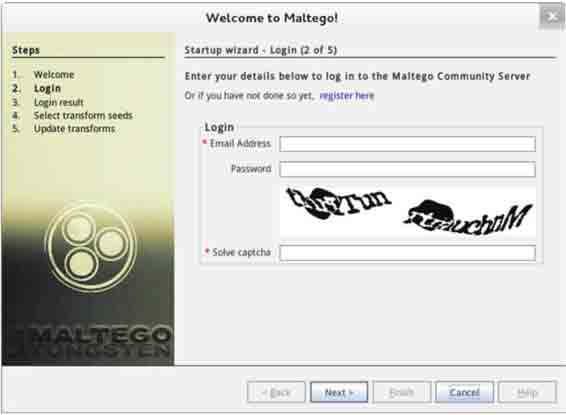 Welcome to Maltego!
Steps
1. Welcome
2. Login
3. Login result
4. Select transform seeds
5. Update transforms
MALTEGO
TUNGSTEN
Startup wizard - Login (2 of 5)
Enter your details below to log in to the Maltego Community Server
Or if you have not done so yet, register here
Login
* Email Address
Password
* Solve captcha
< Back
Next >
Finish
Cancel
Help